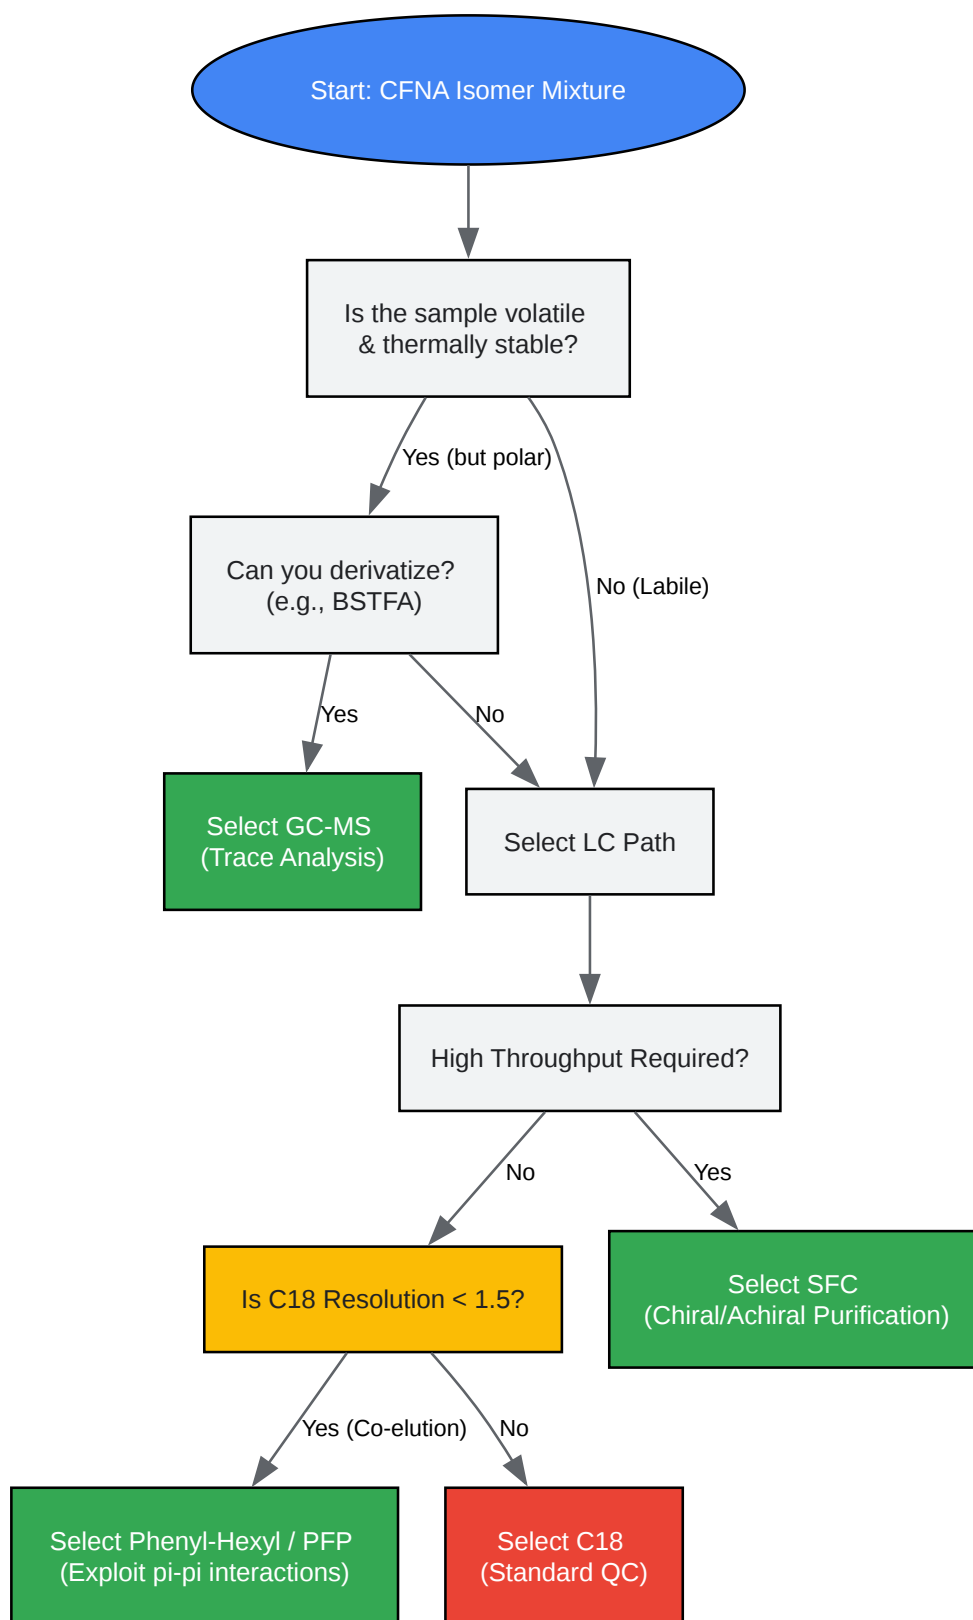 Start: CFNA Isomer Mixture
Is the sample volatile
& thermally stable?
Yes (but polar)
No (Labile)
Can you derivatize?
(e.g., BSTFA)
Yes
No
Select GC-MS
(Trace Analysis)
Select LC Path
High Throughput Required?
No
Yes
Is C18 Resolution < 1.5?
Select SFC
(Chiral/Achiral Purification)
Yes (Co-elution)
No
Select Phenyl-Hexyl / PFP
(Exploit pi-pi interactions)
Select C18
(Standard QC)